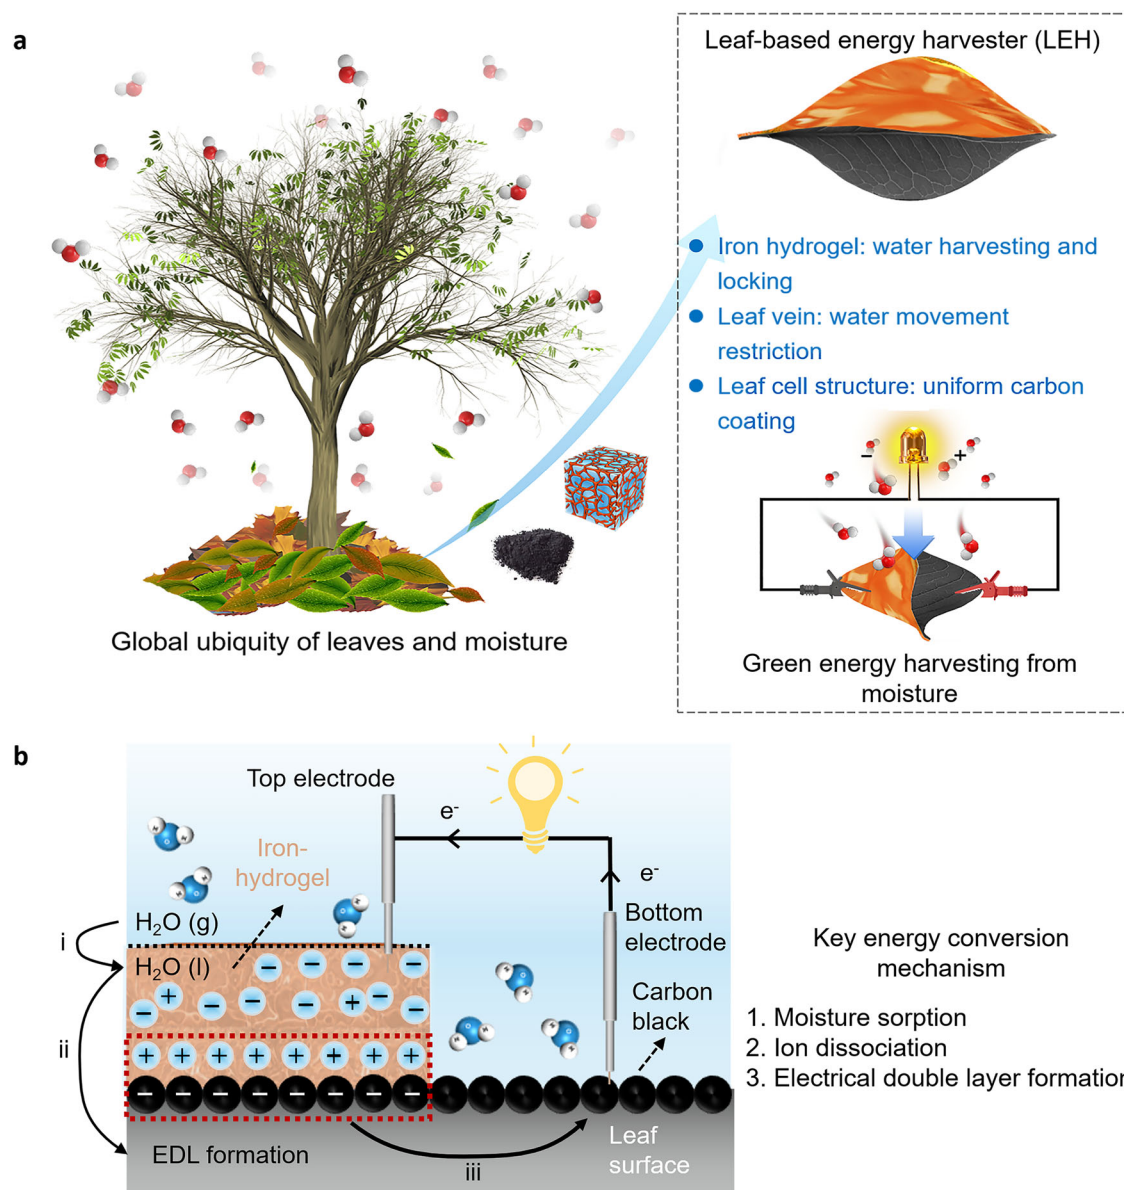 a
Leaf-based energy harvester (LEH)
Iron hydrogel: water harvesting and
locking
Leaf vein: water movement
restriction
Leaf cell structure: uniform carbon
coating
− +
Global ubiquity of leaves and moisture
Green energy harvesting from
moisture
b
Top electrode
e⁻
Iron-
hydrogel
e⁻
Bottom
electrode
H₂O (g)
i
H₂O (l)
Carbon
black
ii
Key energy conversion
mechanism
1. Moisture sorption
2. Ion dissociation
3. Electrical double layer formation
EDL formation
iii
Leaf
surface